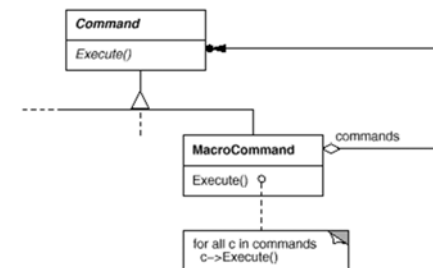 Command
Execute()
commands
MacroCommand
Execute()
for all c in commands
c->Execute()